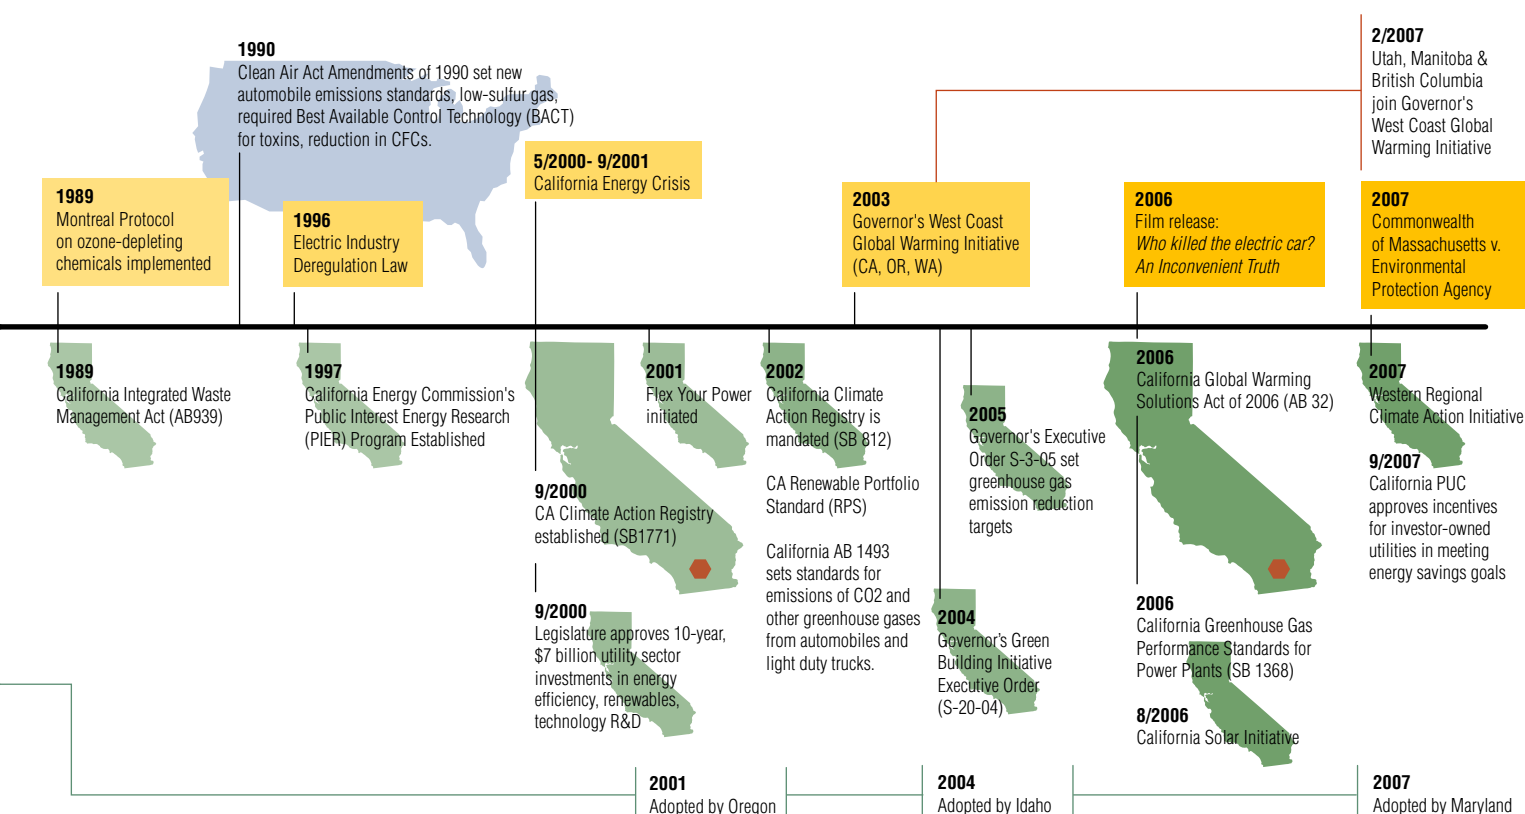 1990
Clean Air Act Amendments of 1990 set new
automobile emissions standards, low-sulfur gas,
required Best Available Control Technology (BACT)
for toxins, reduction in CFCs.
2/2007
Utah, Manitoba &
British Columbia
join Governor's
West Coast Global
Warming Initiative
1989
Montreal Protocol
on ozone-depleting
chemicals implemented
1996
Electric Industry
Deregulation Law
5/2000- 9/2001
California Energy Crisis
2003
Governor's West Coast
Global Warming Initiative
(CA, OR, WA)
2006
Film release:
Who killed the electric car?
An Inconvenient Truth
2007
Commonwealth
of Massachusetts v.
Environmental
Protection Agency
1989
California Integrated Waste
Management Act (AB939)
1997
California Energy Commission's
Public Interest Energy Research
(PIER) Program Established
9/2000
CA Climate Action Registry
established (SB1771)
9/2000
Legislature approves 10-year,
$7 billion utility sector
investments in energy
efficiency, renewables,
technology R&D
2001
Flex Your Power
initiated
2002
California Climate
Action Registry is
mandated (SB 812)
CA Renewable Portfolio
Standard (RPS)
California AB 1493
sets standards for
emissions of CO2 and
other greenhouse gases
from automobiles and
light duty trucks.
2005
Governor's Executive
Order S-3-05 set
greenhouse gas
emission reduction
targets
2004
Governor’s Green
Building Initiative
Executive Order
(S-20-04)
2006
California Global Warming
Solutions Act of 2006 (AB 32)
2006
California Greenhouse Gas
Performance Standards for
Power Plants (SB 1368)
8/2006
California Solar Initiative
2007
Western Regional
Climate Action Initiative
9/2007
California PUC
approves incentives
for investor-owned
utilities in meeting
energy savings goals
2001
Adopted by Oregon
2004
Adopted by Idaho
2007
Adopted by Maryland